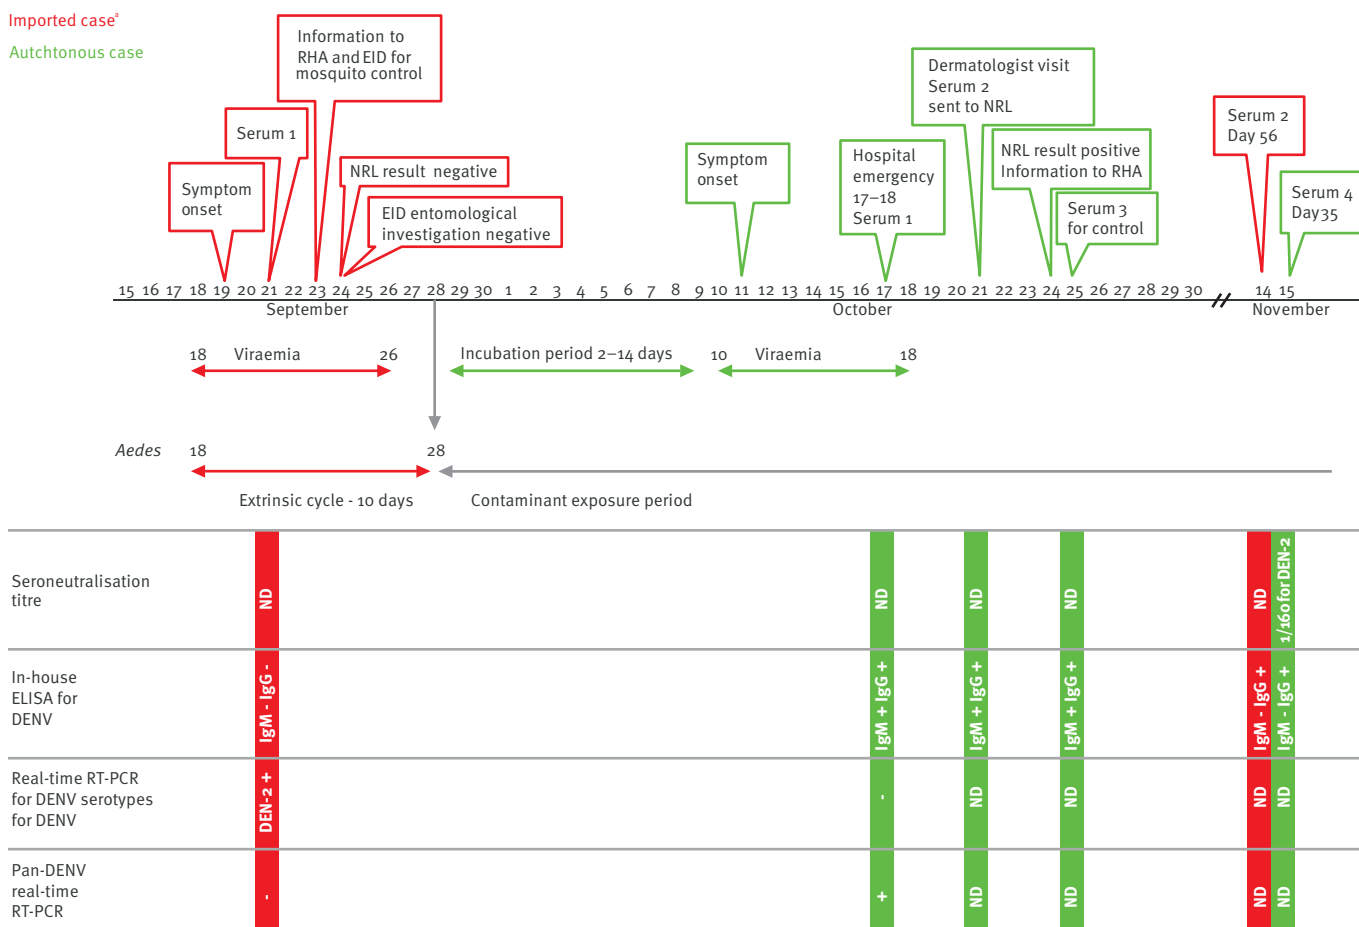 Imported caseª
Autchtonous case
Information to
RHA and EID for
mosquito control
Dermatologist visit
Serum 2
sent to NRL
Serum 1
Serum 2
Day 56
NRL result negative
Symptom
onset
Symptom
onset
Hospital
emergency
17–18
Serum 1
NRL result positive
Information to RHA
Symptom
onset
EID entomological
investigation negative
Serum 3
for control
Serum 4
Day35
15 16 17 18 19 20 21 22 23 24 25 26 27 28 29 30 1 2 3 4 5 6 7 8 9 10 11 12 13 14 15 16 17 18 19 20 21 22 23 24 25 26 27 28 29 30 14 15
September October November
18 Viraemia 26 Incubation period 2–14 days 10 Viraemia 18
Aedes 18 28
Extrinsic cycle - 10 days Contaminant exposure period
Seroneutralisation
titre
ND
ND
ND
ND
ND
1/160 for DEN-2
In-house
ELISA for
DENV
IgM - IgG -
IgM + IgG +
IgM + IgG +
IgM + IgG +
IgM - IgG +
IgM - IgG +
Real-time RT-PCR
for DENV serotypes
for DENV
DEN-2 +
-
ND
ND
ND
ND
Pan-DENV
real-time
RT-PCR
-
+
ND
ND
ND
ND